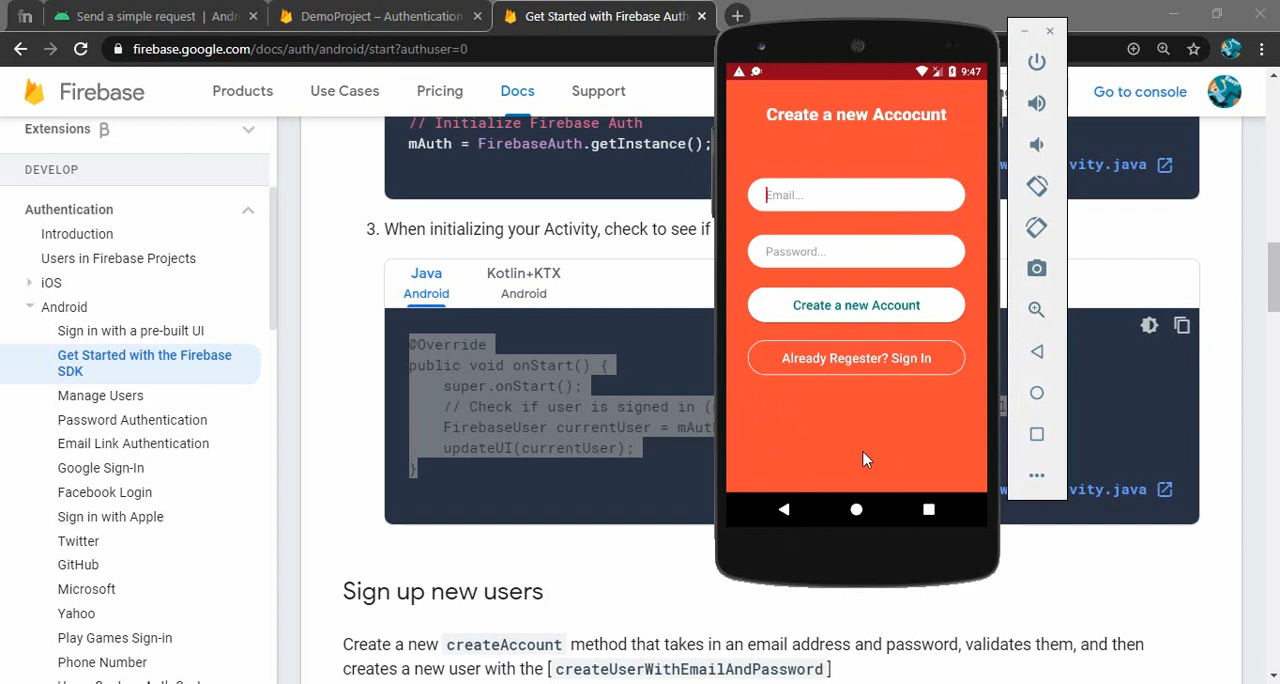 in
Send a simple request | Andr
DemoProject – Authentication
Get Started with Firebase Auth
firebase.google.com/docs/auth/android/start?authuser=0
Firebase
Products
Use Cases
Pricing
Docs
Support
Go to console
Extensions β
DEVELOP
Authentication
Introduction
Users in Firebase Projects
iOS
Android
Sign in with a pre-built UI
Get Started with the Firebase
SDK
Manage Users
Password Authentication
Email Link Authentication
Google Sign-In
Facebook Login
Sign in with Apple
Twitter
GitHub
Microsoft
Yahoo
Play Games Sign-in
Phone Number
// Initialize Firebase Auth
mAuth = FirebaseAuth.getInstance();
vity.java
3. When initializing your Activity, check to see if
Java
Android
Kotlin+KTX
Android
@Override
public void onStart() {
super.onStart();
// Check if user is signed in (
FirebaseUser currentUser = mAut
updateUI(currentUser);
}
vity.java
Sign up new users
Create a new createAccount method that takes in an email address and password, validates them, and then
creates a new user with the [ createUserWithEmailAndPassword ]
9:47
Create a new Accocunt
Email...
Password...
Create a new Account
Already Regester? Sign In